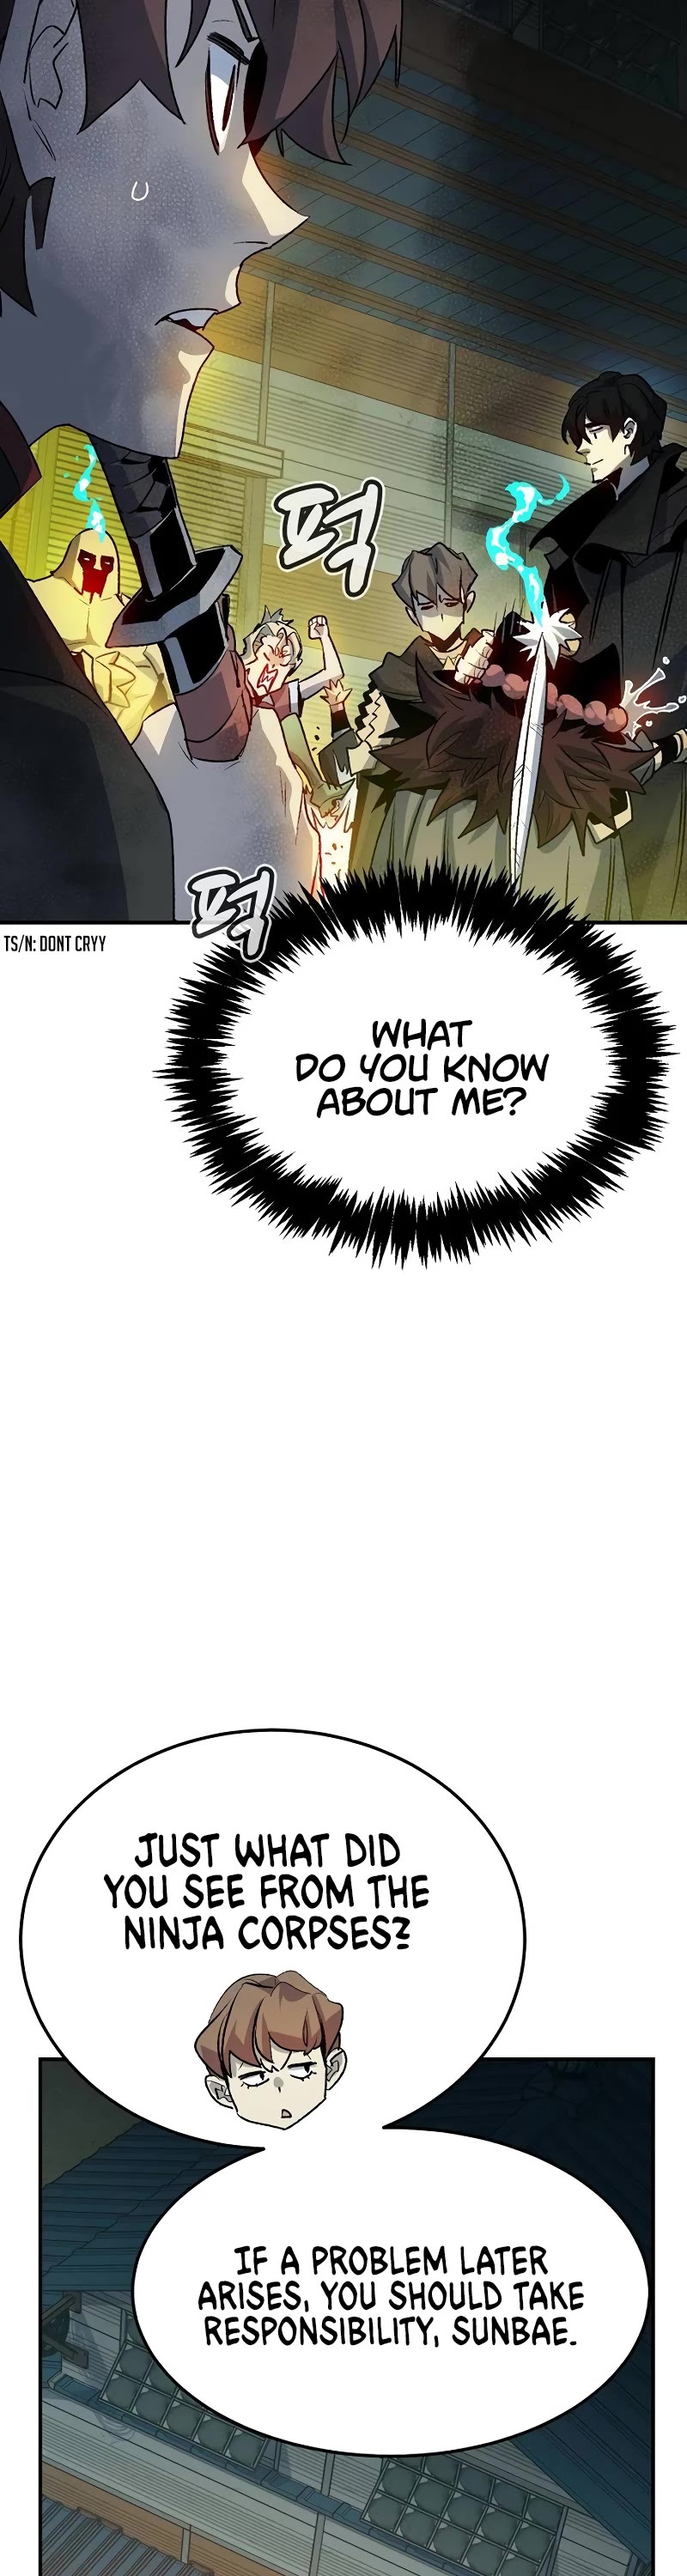 퍽
퍽
TS/N: DONT CRYY
WHAT
DO YOU KNOW
ABOUT ME?
JUST WHAT DID
YOU SEE FROM THE
NINJA CORPSES?
IF A PROBLEM LATER
ARISES, YOU SHOULD TAKE
RESPONSIBILITY, SUNBAE.